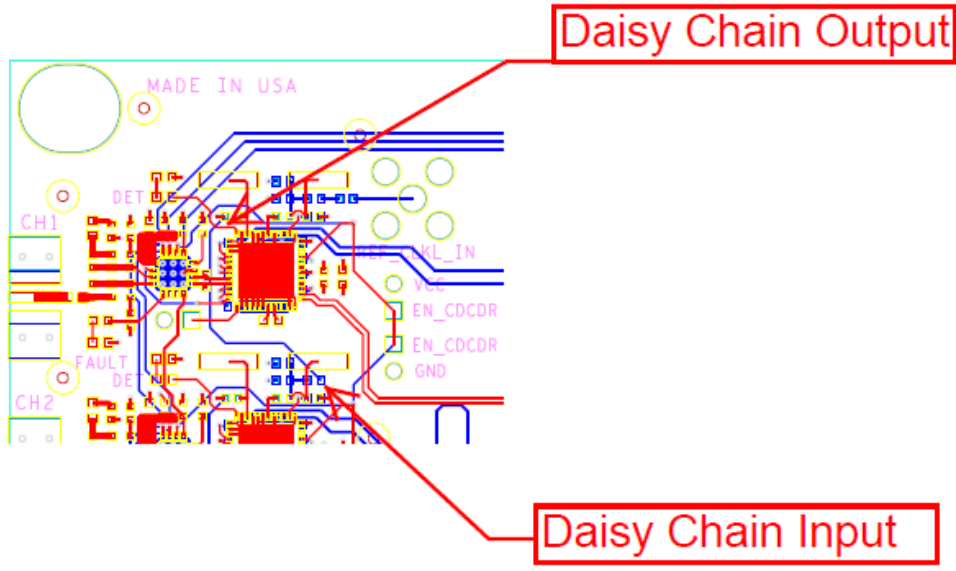 Daisy Chain Output
MADE IN USA
DET
CH1
REF_CLKL_IN
VCC
EN_CDCDR
EN_CDCDR
GND
FAULT
DET
CH2
Daisy Chain Input